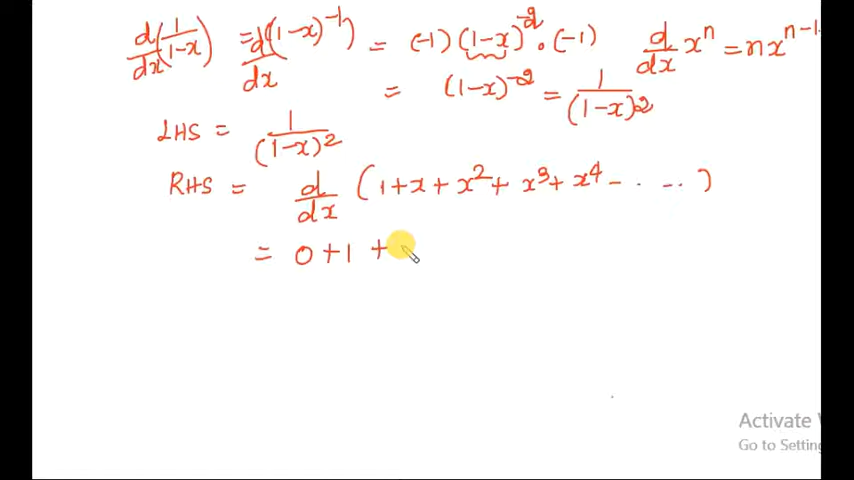 d/dx (1/1-x) = d/dx ((1-x)^-1) = (-1) (1-x)^-2 . (-1) d/dx x^n = nx^n-1
= (1-x)^-2 = 1/(1-x)2
LHS = 1/(1-x)^2
RHS = d/dx (1+x+x^2+x^3+x^4-.....)
= 0+1 +
Activate
Go to Setting